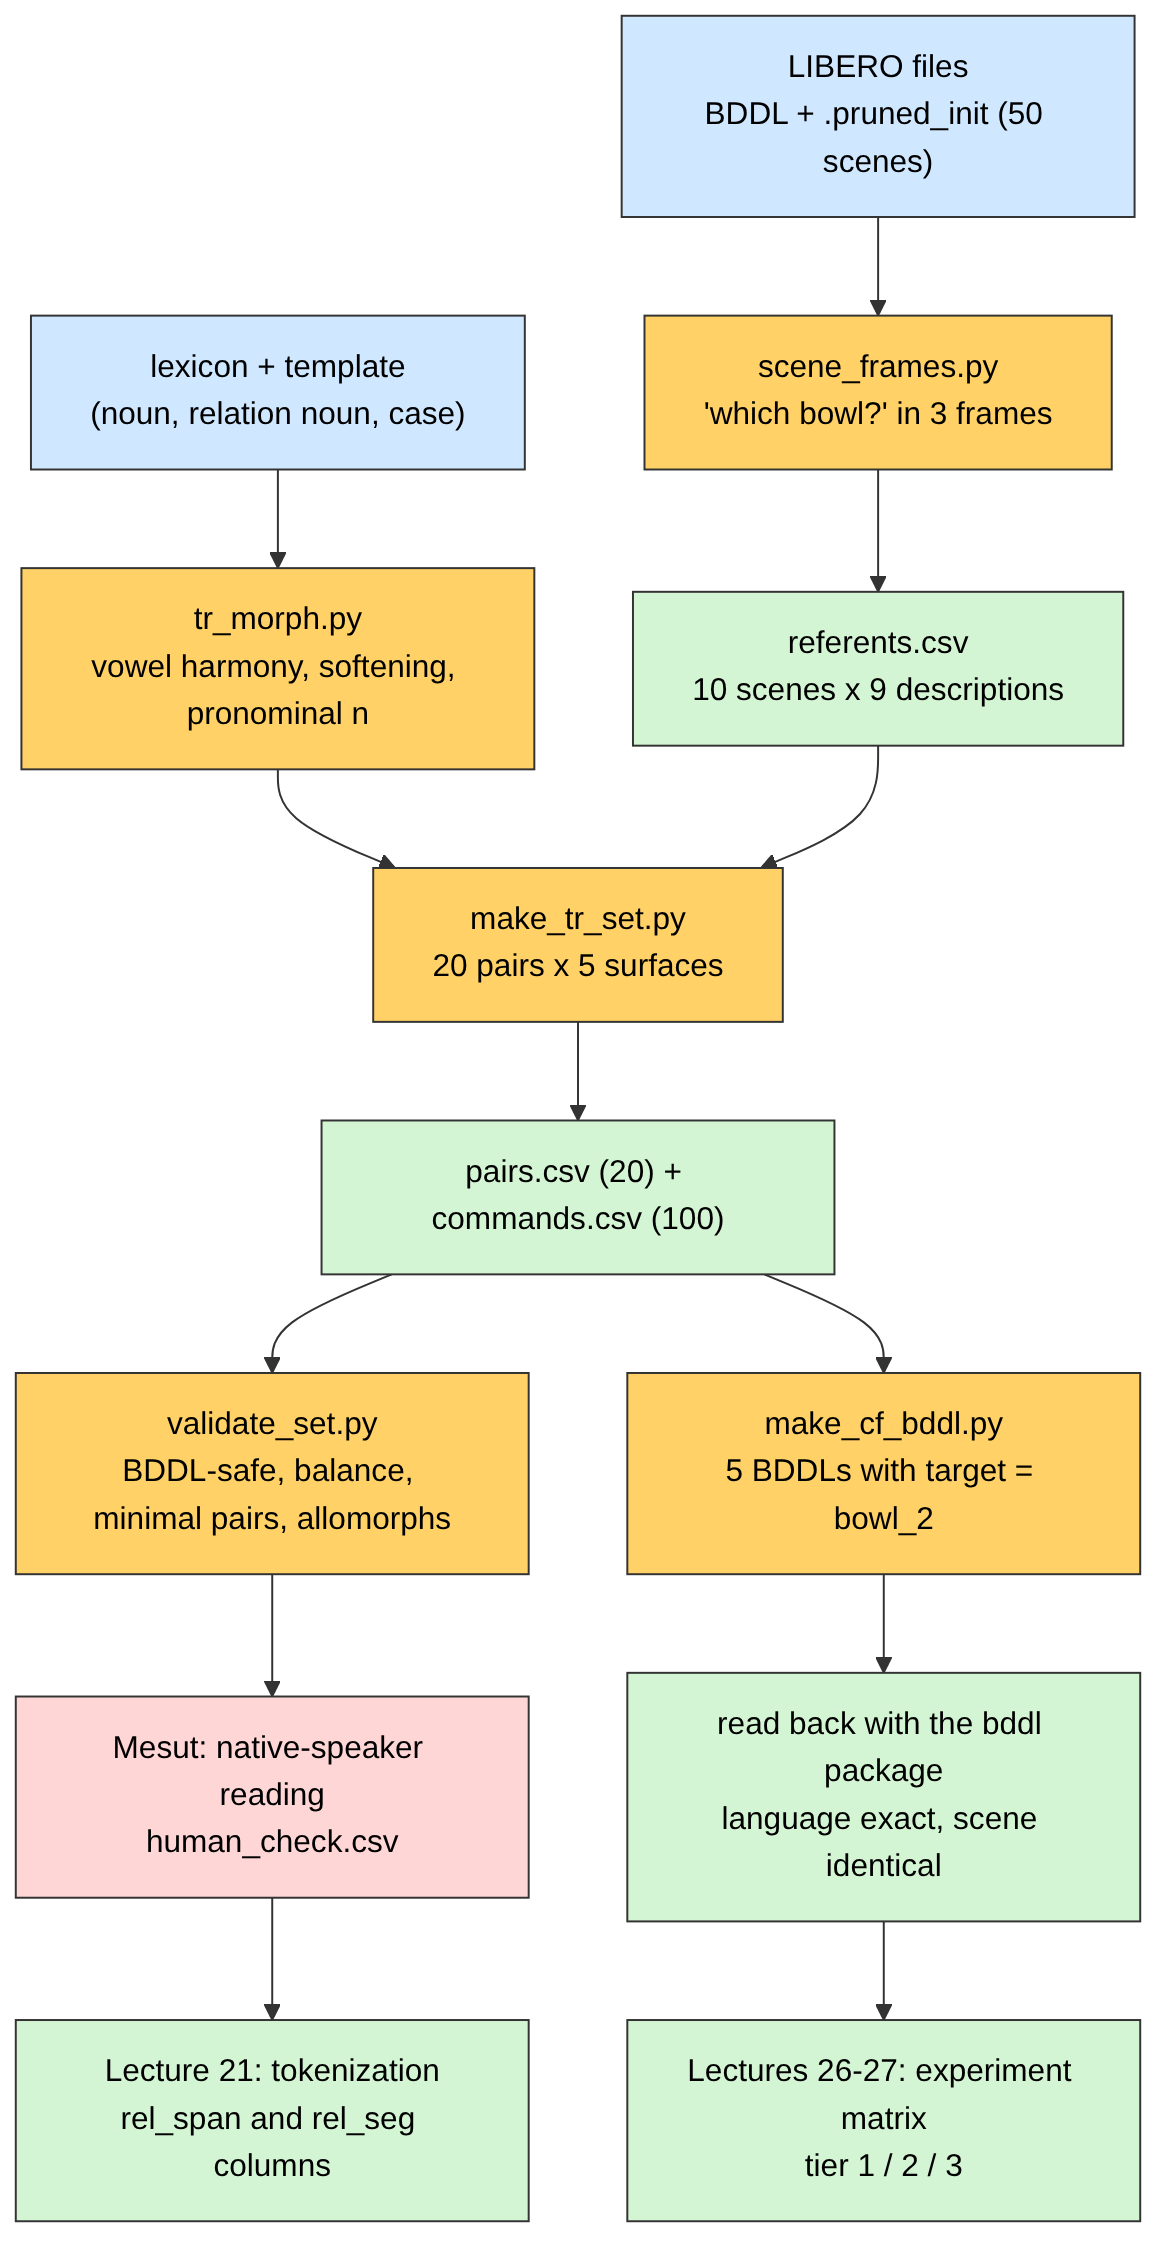 LIBERO files
BDDL + .pruned_init (50
scenes)
lexicon + template
(noun, relation noun, case)
scene_frames.py
'which bowl?' in 3 frames
tr_morph.py
vowel harmony, softening,
pronominal n
referents.csv
10 scenes x 9 descriptions
make_tr_set.py
20 pairs x 5 surfaces
pairs.csv (20) +
commands.csv (100)
validate_set.py
BDDL-safe, balance,
minimal pairs, allomorphs
make_cf_bddl.py
5 BDDLs with target =
bowl_2
Mesut: native-speaker
reading
human_check.csv
read back with the bddl
package
language exact, scene
identical
Lecture 21: tokenization
rel_span and rel_seg
columns
Lectures 26-27: experiment
matrix
tier 1 / 2 / 3